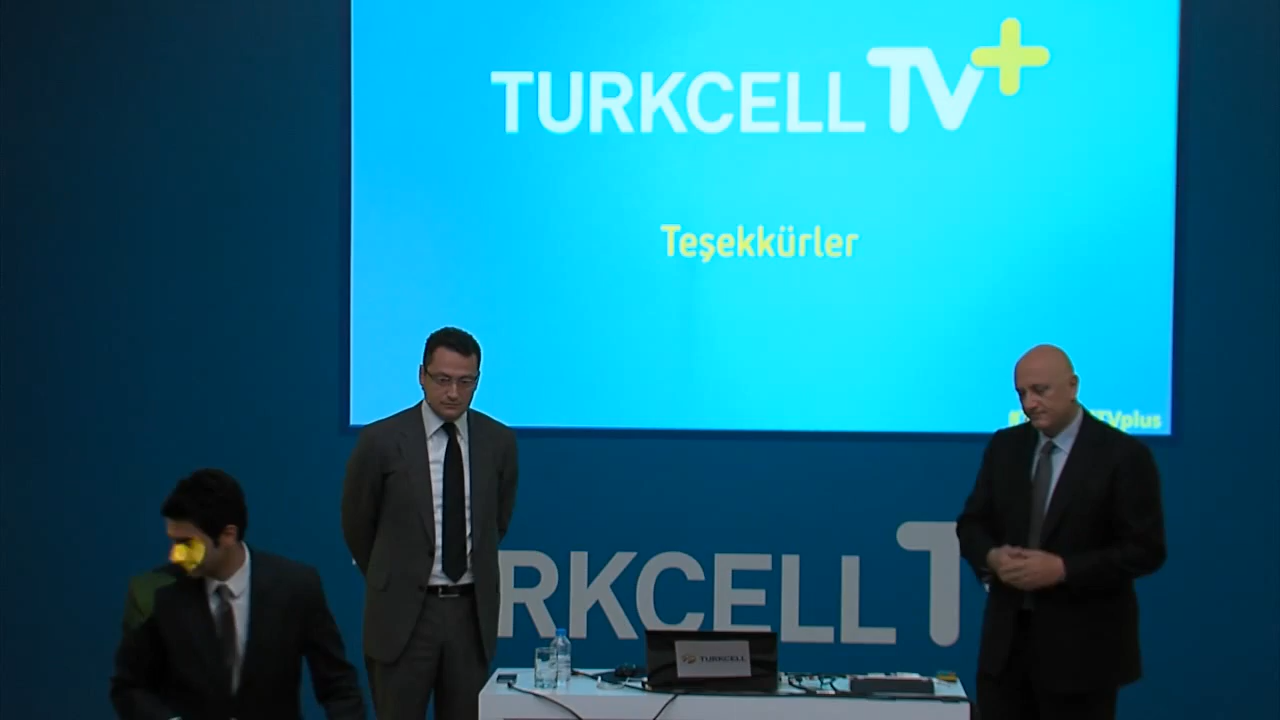 TURKCELL TV+
Teşekkürler
TVplus
RKCELL T
TURKCELL